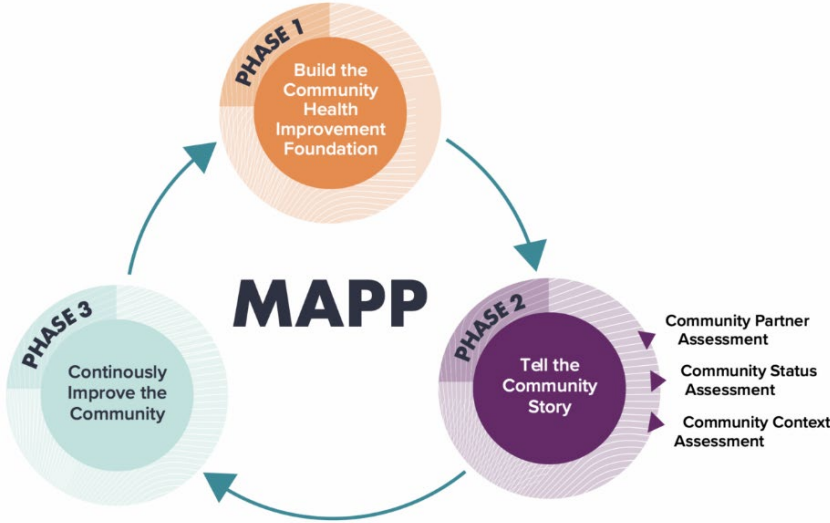 PHASE 1
Build the
Community
Health
Improvement
Foundation
MAPP
PHASE 2
Tell the
Community
Story
Community Partner
Assessment
Community Status
Assessment
Community Context
Assessment
PHASE 3
Continously
Improve the
Community